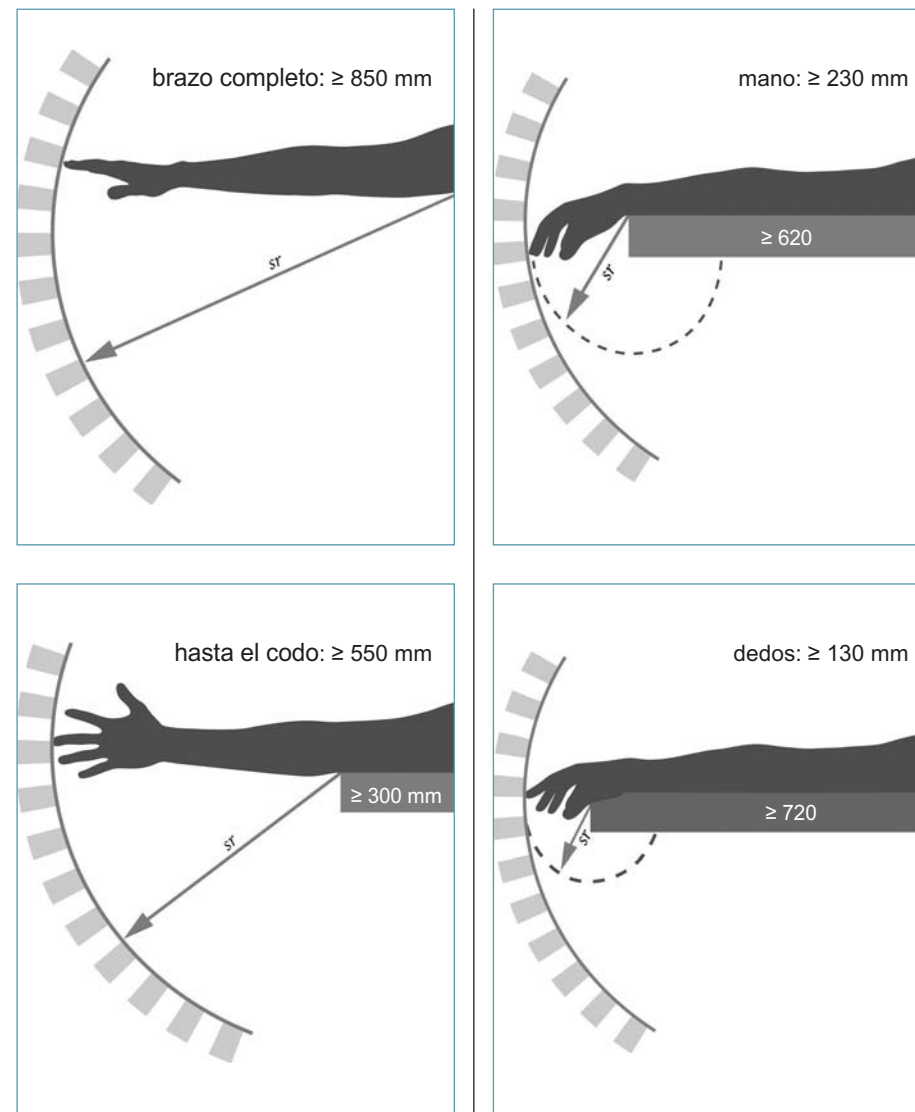 brazo completo: ≥ 850 mm
sr
mano: ≥ 230 mm
≥ 620
sr
hasta el codo: ≥ 550 mm
≥ 300 mm
sr
dedos: ≥ 130 mm
≥ 720
sr